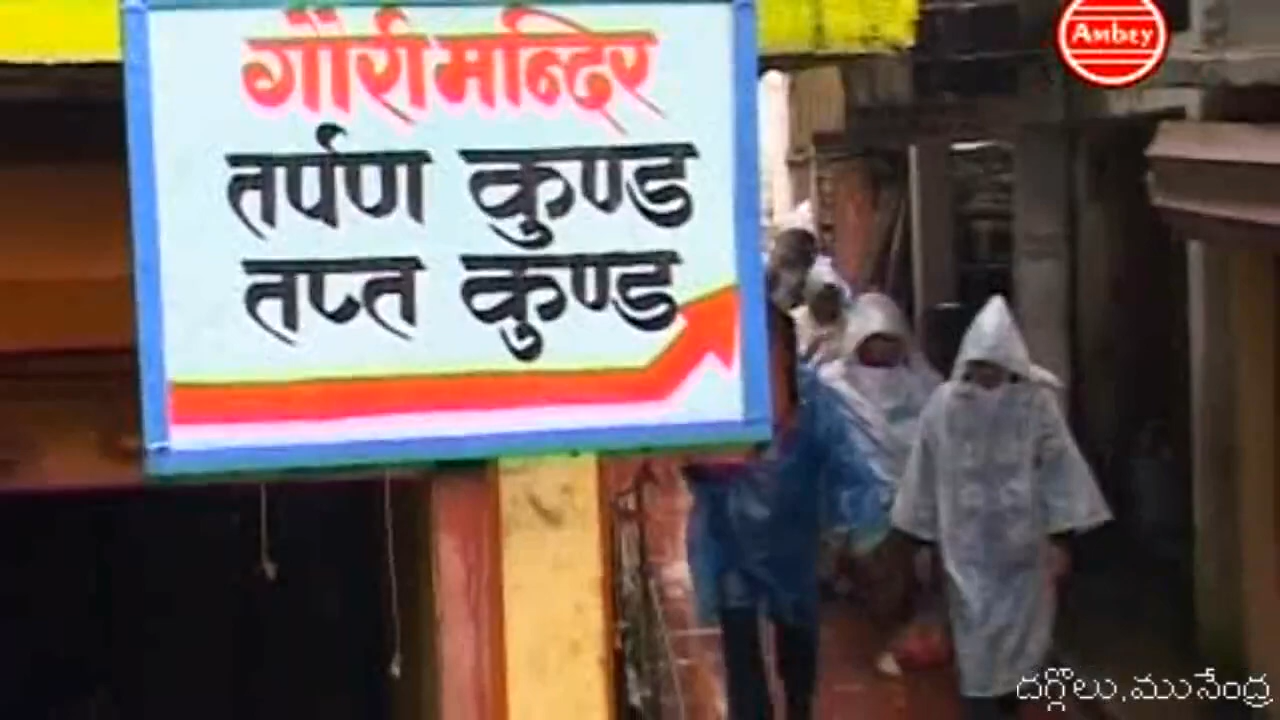 गौरीमन्दिर
तर्पण कुण्ड
तप्त कुण्ड
Ambey
దగ్గొలు.మునేంద్ర